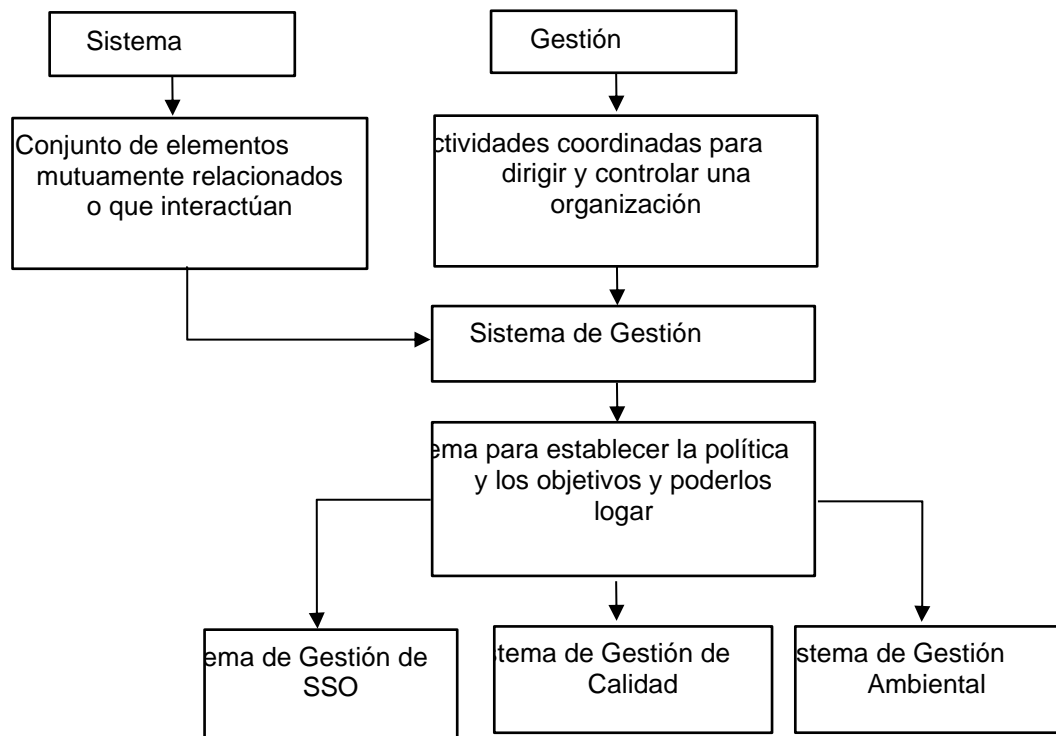 Sistema
Gestión
Conjunto de elementos
mutuamente relacionados
o que interactúan
ctividades coordinadas para
dirigir y controlar una
organización
Sistema de Gestión
ema para establecer la política
y los objetivos y poderlos
logar
ema de Gestión de
SSO
stema de Gestión de
Calidad
stema de Gestión
Ambiental